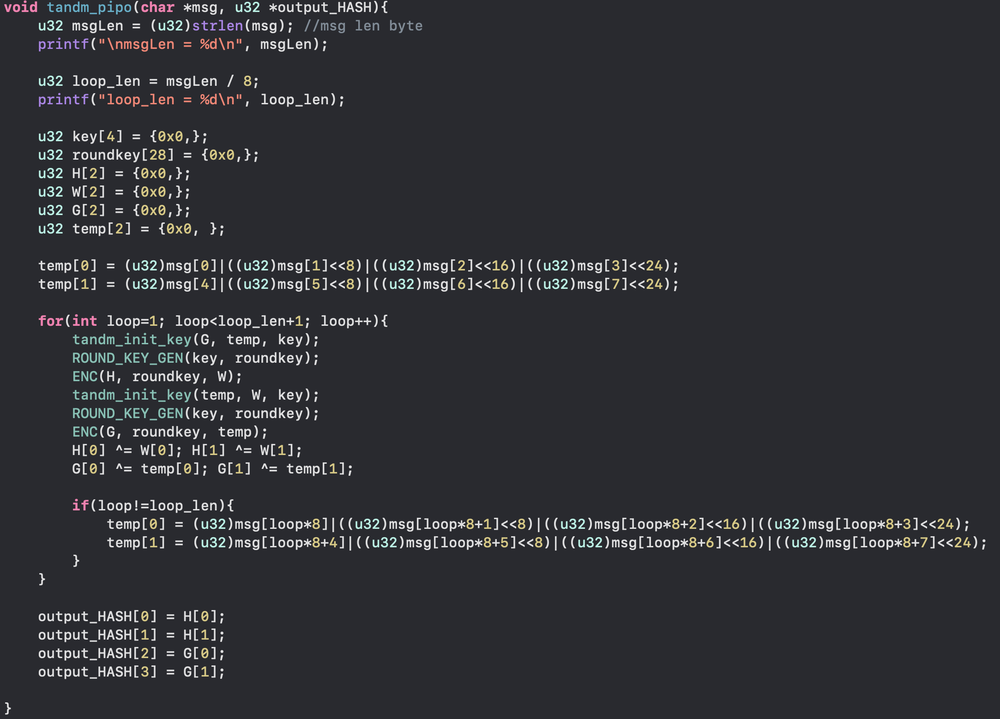 void tandm_pipo(char *msg, u32 *output_HASH){
    u32 msgLen = (u32)strlen(msg); //msg len byte
    printf("\nmsgLen = %d\n", msgLen);

    u32 loop_len = msgLen / 8;
    printf("loop_len = %d\n", loop_len);

    u32 key[4] = {0x0,};
    u32 roundkey[28] = {0x0,};
    u32 H[2] = {0x0,};
    u32 W[2] = {0x0,};
    u32 G[2] = {0x0,};
    u32 temp[2] = {0x0, };

    temp[0] = (u32)msg[0]|((u32)msg[1]<<8)|((u32)msg[2]<<16)|((u32)msg[3]<<24);
    temp[1] = (u32)msg[4]|((u32)msg[5]<<8)|((u32)msg[6]<<16)|((u32)msg[7]<<24);

    for(int loop=1; loop<loop_len+1; loop++){
        tandm_init_key(G, temp, key);
        ROUND_KEY_GEN(key, roundkey);
        ENC(H, roundkey, W);
        tandm_init_key(temp, W, key);
        ROUND_KEY_GEN(key, roundkey);
        ENC(G, roundkey, temp);
        H[0] ^= W[0]; H[1] ^= W[1];
        G[0] ^= temp[0]; G[1] ^= temp[1];

        if(loop!=loop_len){
            temp[0] = (u32)msg[loop*8]|((u32)msg[loop*8+1]<<8)|((u32)msg[loop*8+2]<<16)|((u32)msg[loop*8+3]<<24);
            temp[1] = (u32)msg[loop*8+4]|((u32)msg[loop*8+5]<<8)|((u32)msg[loop*8+6]<<16)|((u32)msg[loop*8+7]<<24);
        }
    }

    output_HASH[0] = H[0];
    output_HASH[1] = H[1];
    output_HASH[2] = G[0];
    output_HASH[3] = G[1];

}